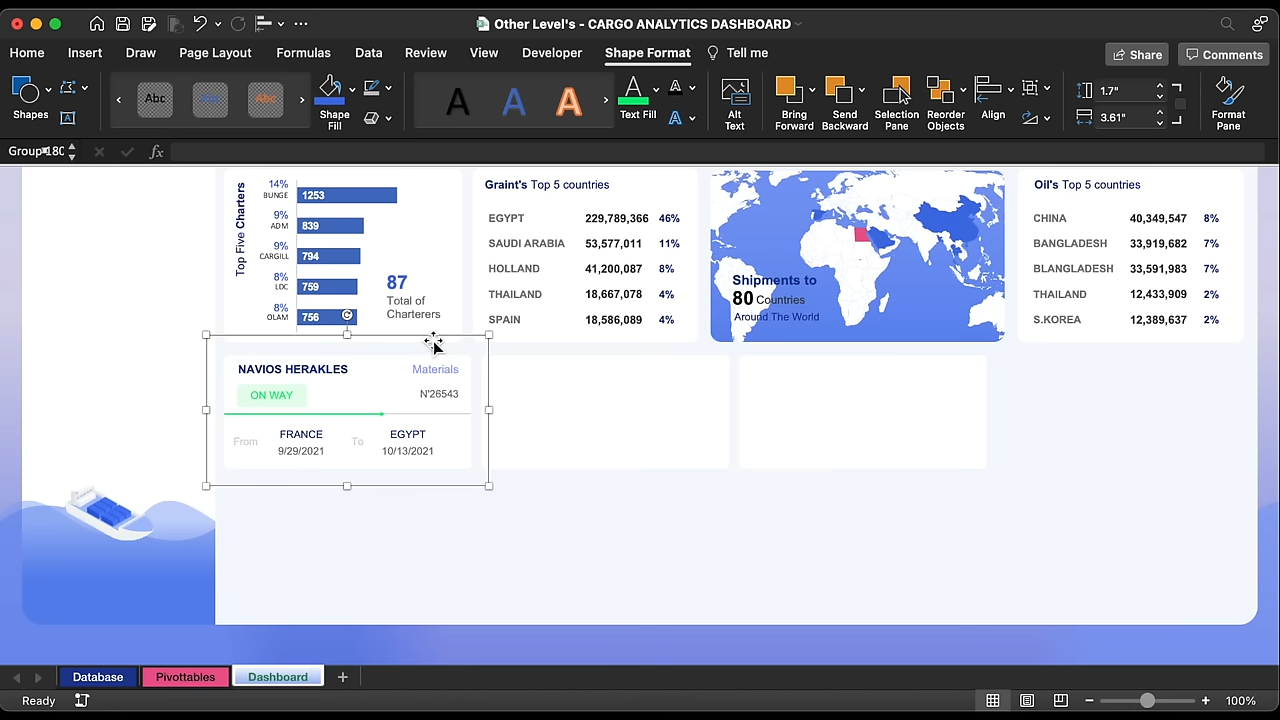 Other Level's - CARGO ANALYTICS DASHBOARD
Home Insert Draw Page Layout Formulas Data Review View Developer Shape Format Tell me
Share Comments
Abc Abc Abc
A A A
1.7"
3.61"
Shapes
Shape Fill
Text Fill
Alt Text
Bring Forward
Send Backward
Selection Pane
Reorder Objects
Align
Format Pane
fx
Top Five Charters
14%
BUNGE 1253
9%
ADM 839
9%
CARGILL 794
8%
LDC 759
8%
OLAM 756
87
Total of
Charterers
Graint's Top 5 countries
EGYPT 229,789,366 46%
SAUDI ARABIA 53,577,011 11%
HOLLAND 41,200,087 8%
THAILAND 18,667,078 4%
SPAIN 18,586,089 4%
Shipments to
80 Countries
Around The World
Oil's Top 5 countries
CHINA 40,349,547 8%
BANGLADESH 33,919,682 7%
BLANGLADESH 33,591,983 7%
THAILAND 12,433,909 2%
S.KOREA 12,389,637 2%
NAVIOS HERAKLES Materials
ON WAY N'26543
From FRANCE To EGYPT
9/29/2021 10/13/2021
Database Pivottables Dashboard
Ready 100%